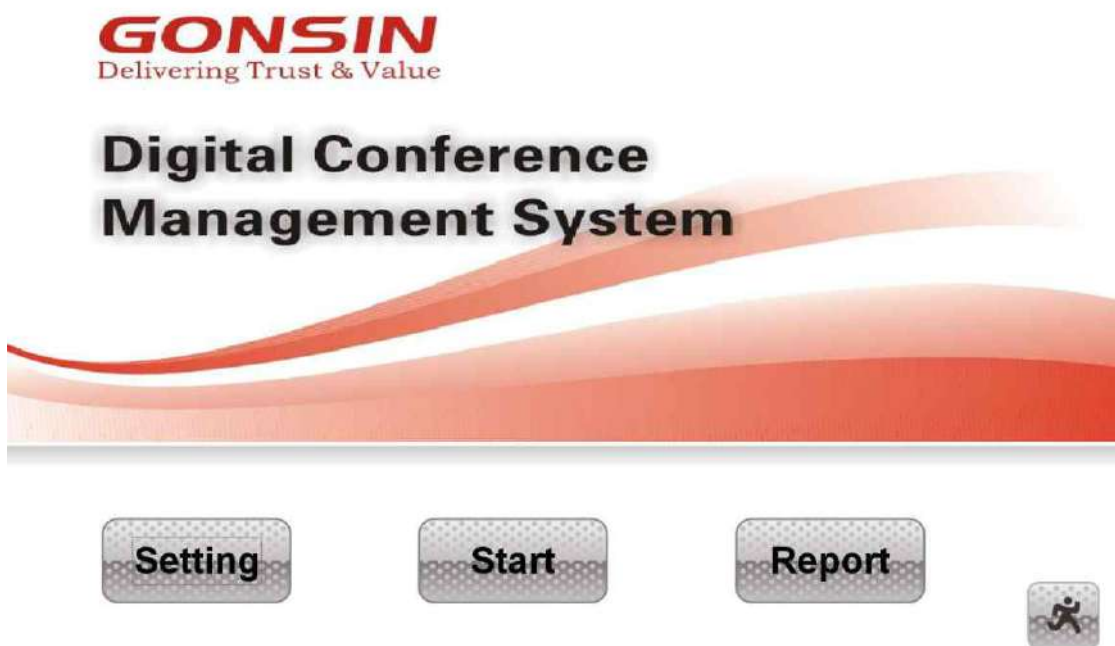 GONSIN
Delivering Trust & Value
Digital Conference
Management System
Setting
Start
Report